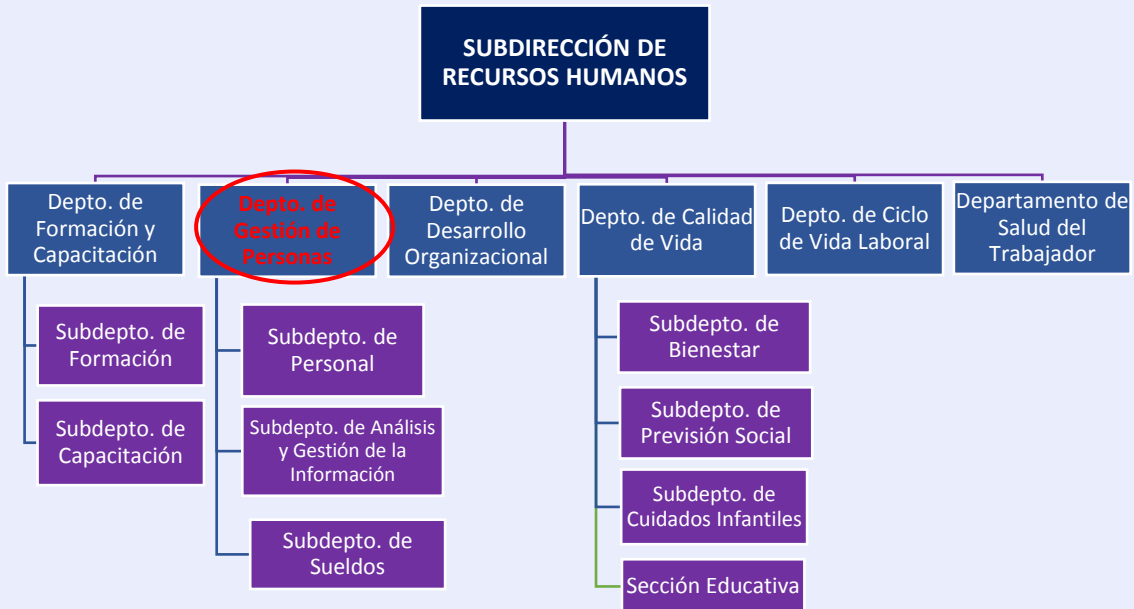 SUBDIRECCIÓN DE
RECURSOS HUMANOS
Depto. de
Formación y
Capacitación
Depto. de
Gestión de
Personas
Depto. de
Desarrollo
Organizacional
Depto. de Calidad
de Vida
Depto. de Ciclo
de Vida Laboral
Departamento de
Salud del
Trabajador
Subdepto. de
Formación
Subdepto. de
Capacitación
Subdepto. de
Personal
Subdepto. de Análisis
y Gestión de la
Información
Subdepto. de
Sueldos
Subdepto. de
Bienestar
Subdepto. de
Previsión Social
Subdepto. de
Cuidados Infantiles
Sección Educativa